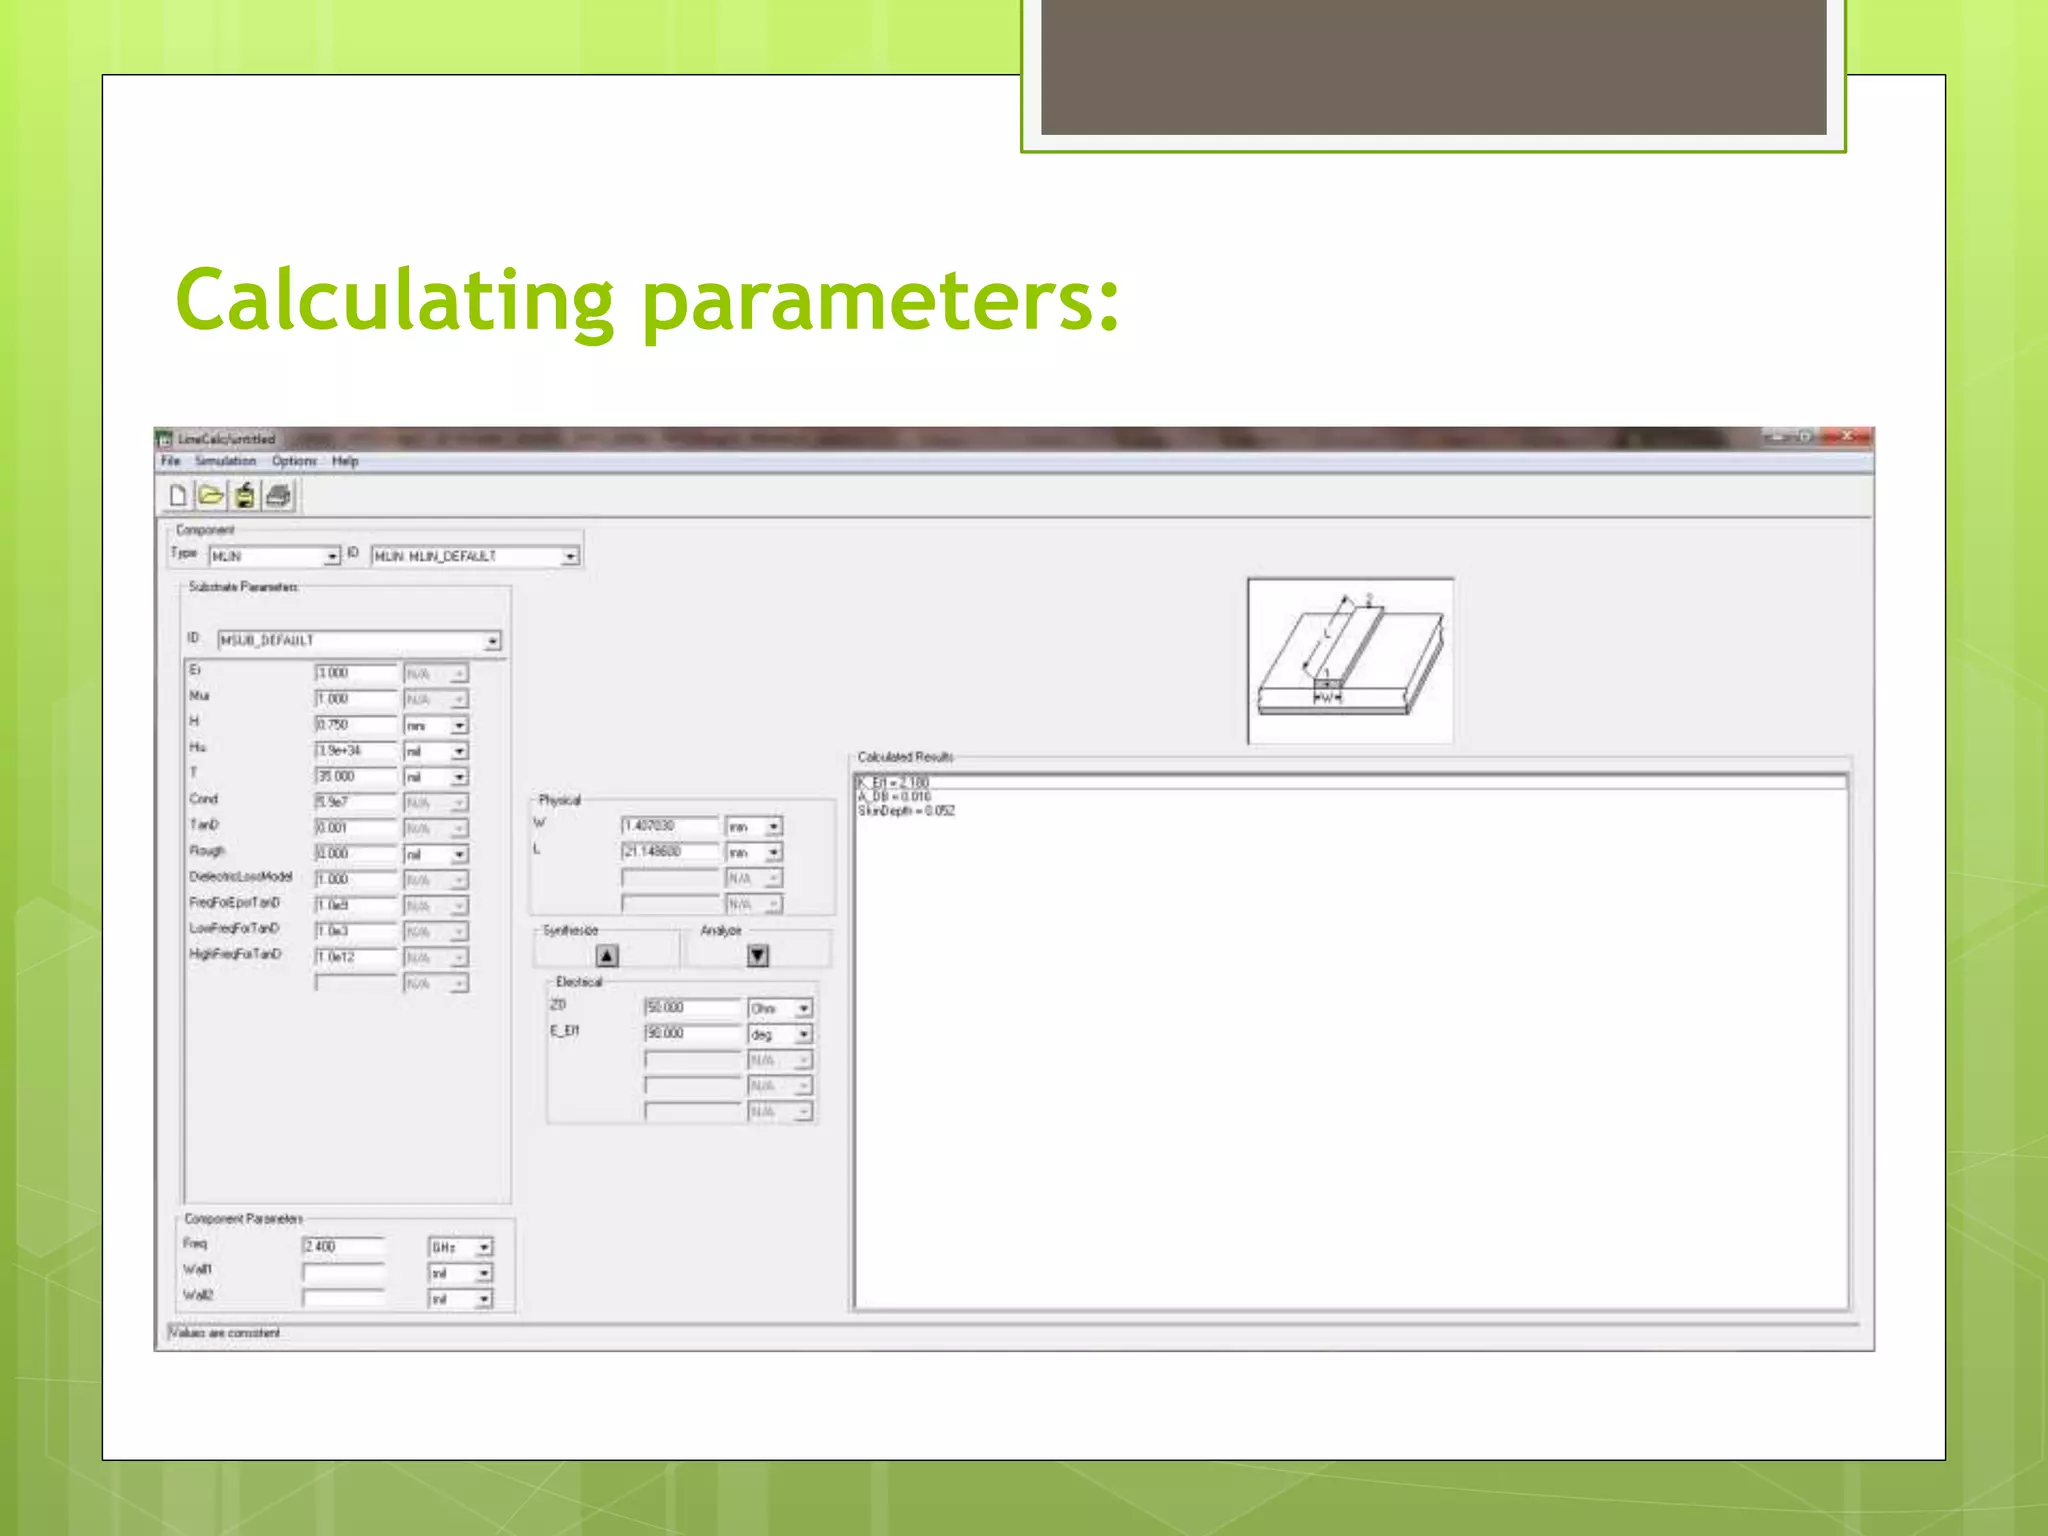 Calculating parameters:
LineCalc/untitled
File Simulation Options Help
Component
Type MLIN ID MLIN: MLIN_DEFAULT
Substrate Parameters
ID MSUB_DEFAULT
Er 3.000 N/A
Mur 1.000 N/A
H 0.750 mm
Hu 3.9e+34 mil
T 35.000 mil
Cond 5.9e7 N/A
TanD 0.001 N/A
Rough 0.000 mil
DielectricLossModel 1.000 N/A
FreqForEpsrTanD 1.0e9 N/A
LowFreqForTanD 1.0e3 N/A
HighFreqForTanD 1.0e12 N/A
N/A
Component Parameters
Freq 2.400 GHz
Wall1 mil
Wall2 mil
Physical
W 1.407030 mm
L 21.148600 mm
N/A
N/A
Synthesize Analyze
Electrical
Z0 50.000 Ohm
E_Eff 90.000 deg
N/A
N/A
N/A
2
L
1
W
Calculated Results
K_Eff = 2.180
A_DB = 0.016
SkinDepth = 0.052
Values are consistent